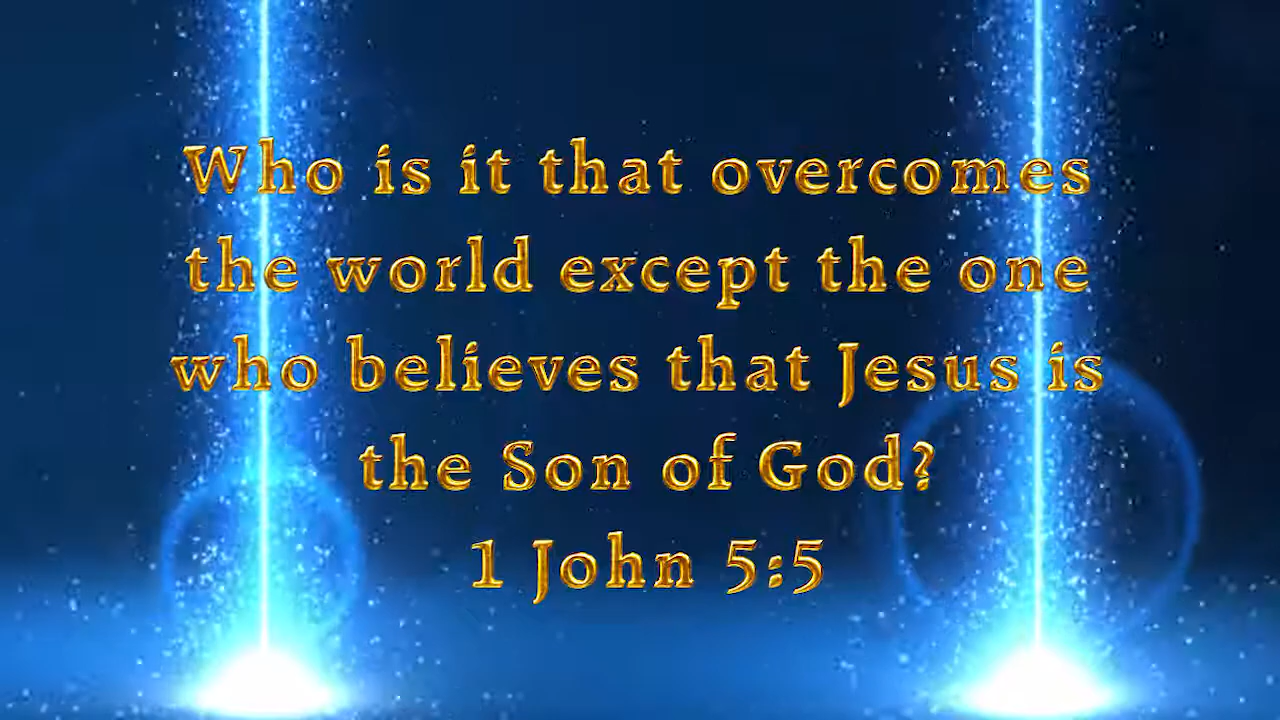 Who is it that overcomes
the world except the one
who believes that Jesus is
the Son of God?
1 John 5:5